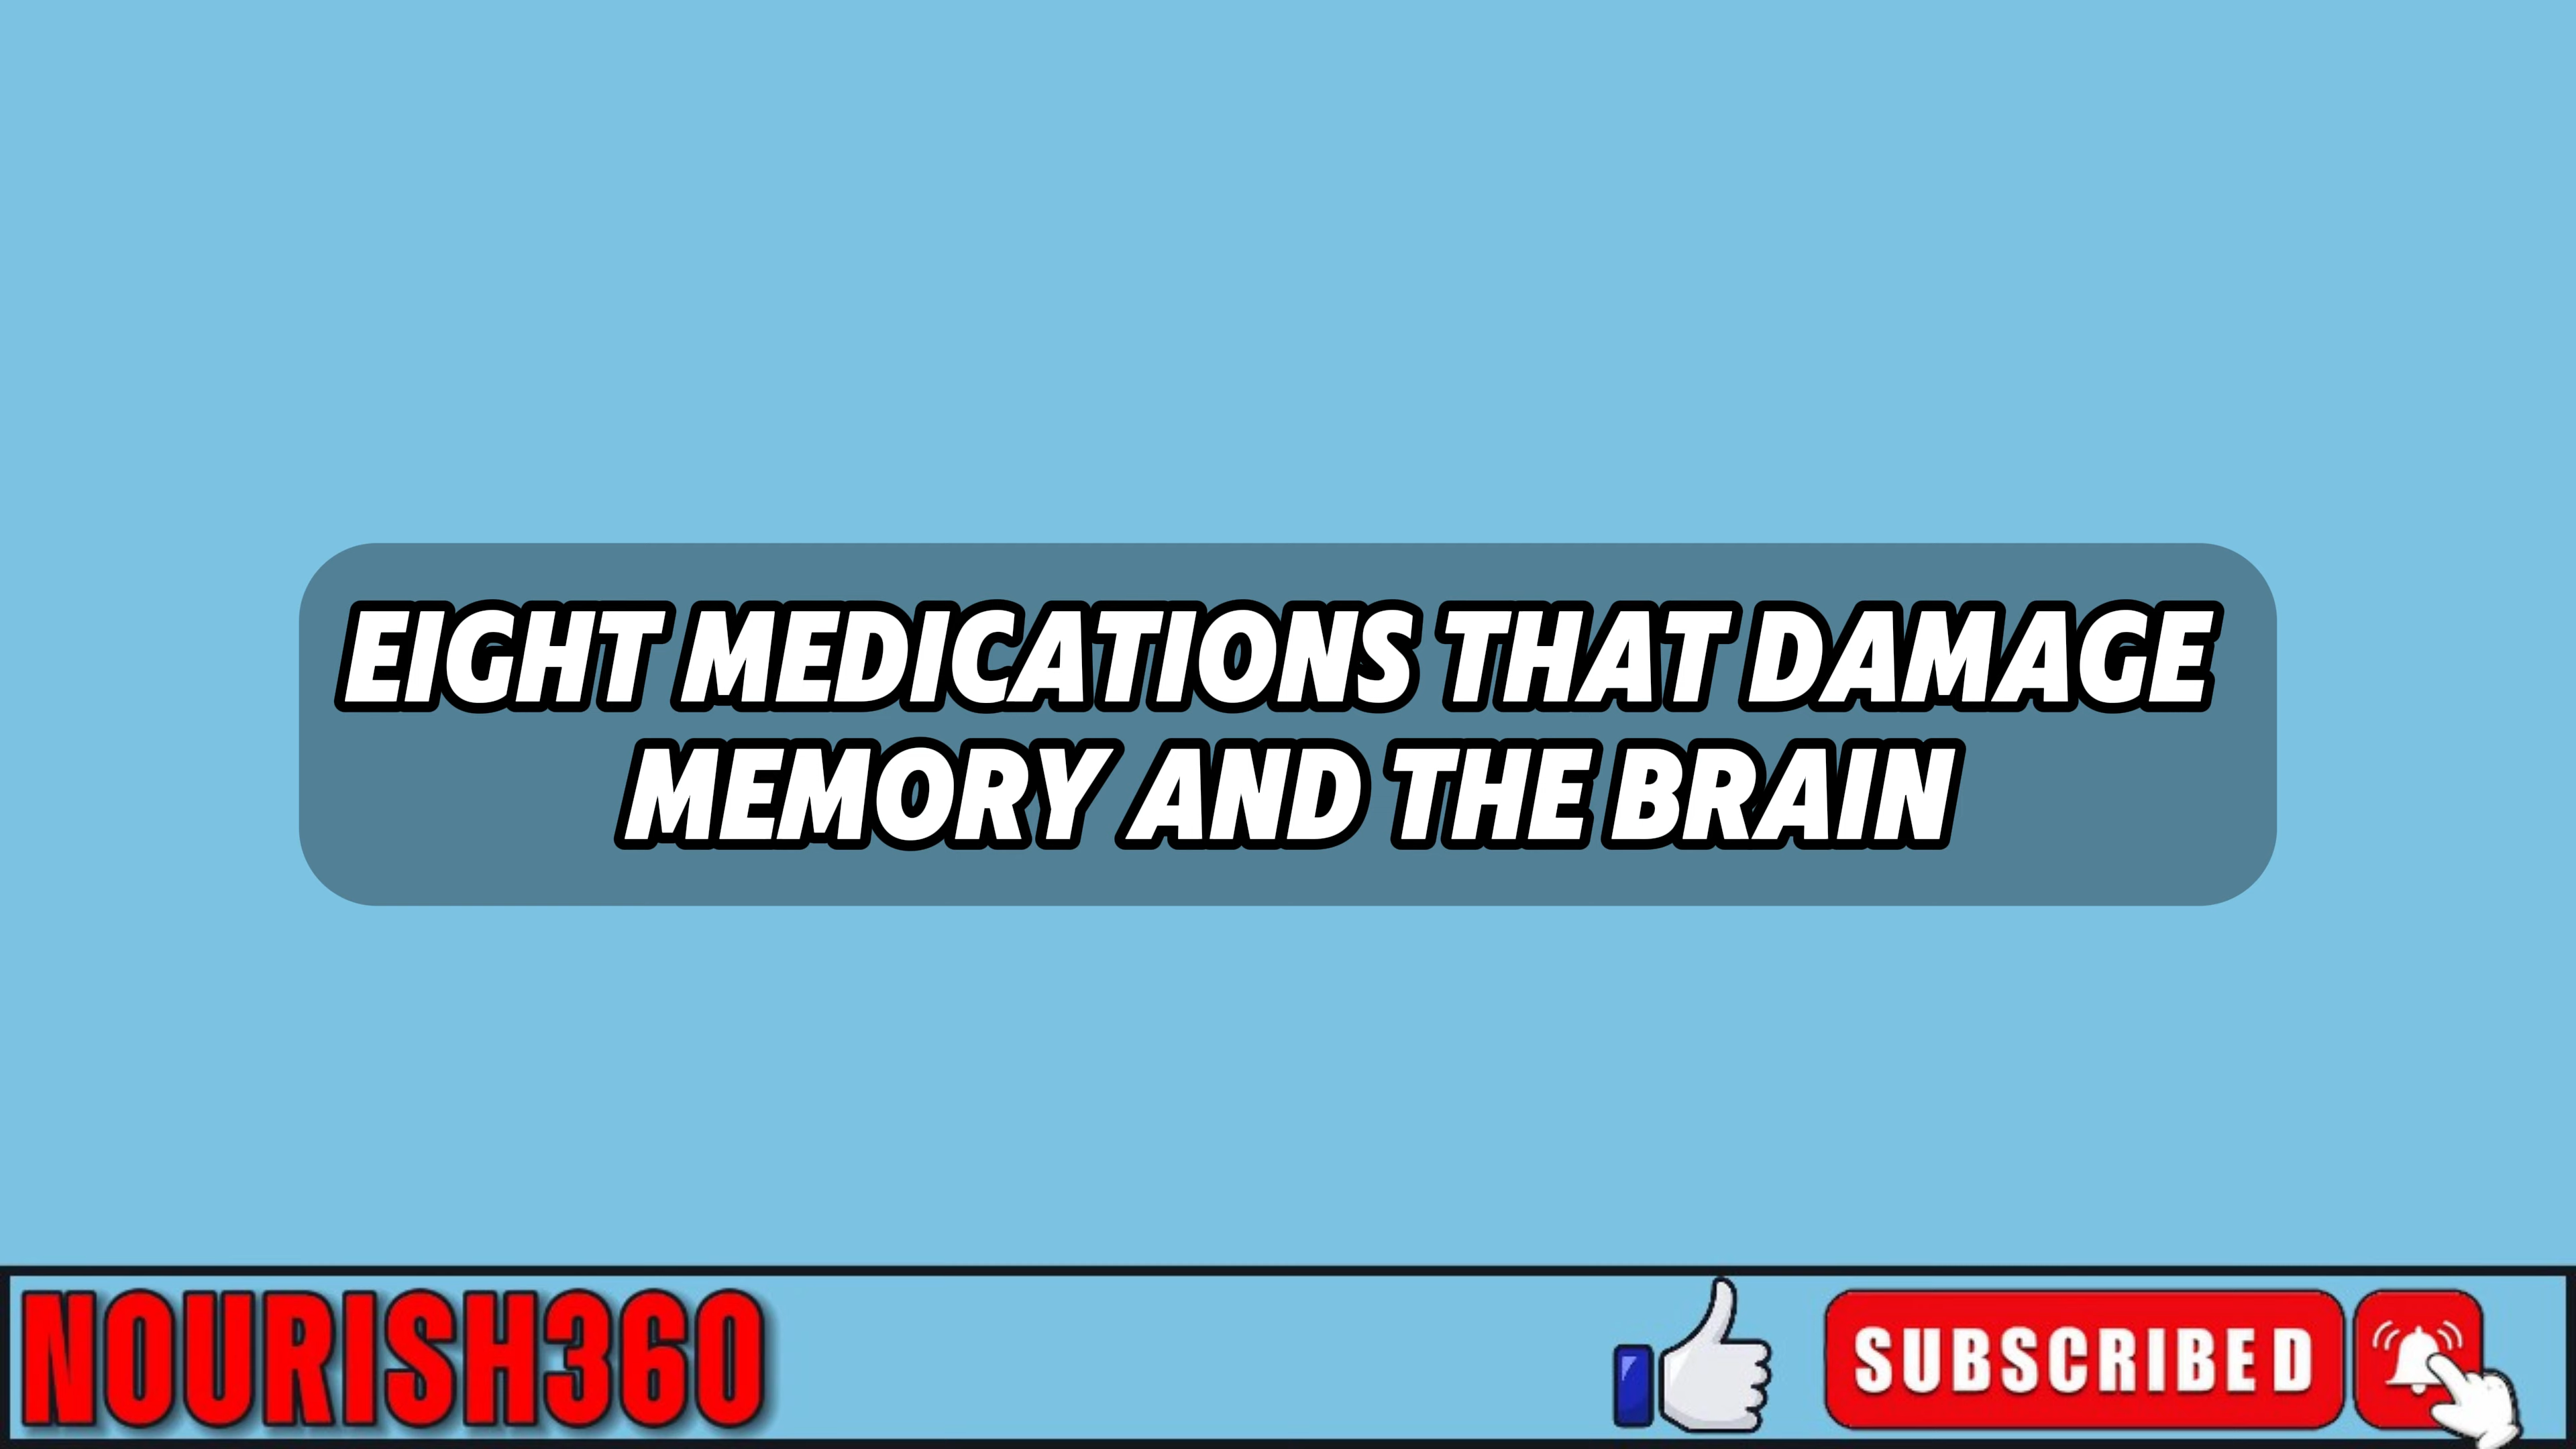 EIGHT MEDICATIONS THAT DAMAGE
MEMORY AND THE BRAIN
NOURISH360
SUBSCRIBED